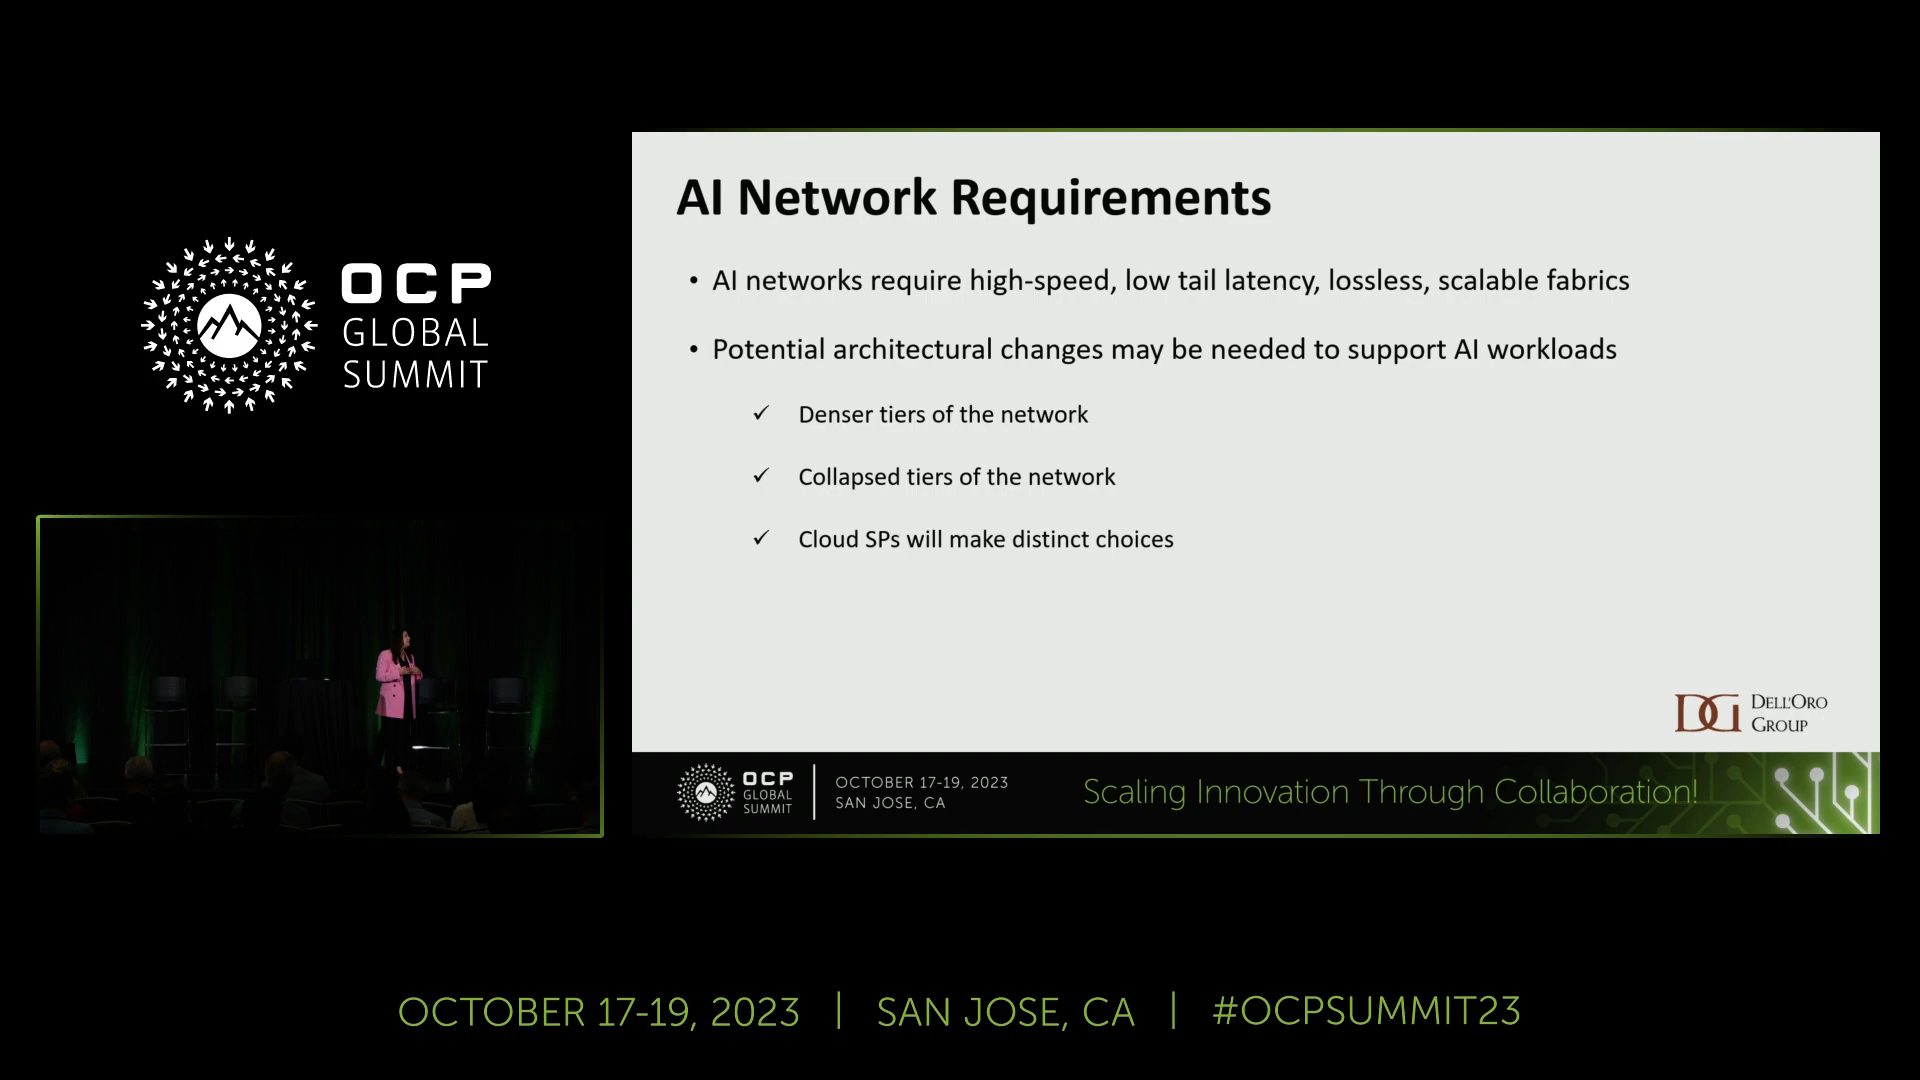 OCP
GLOBAL
SUMMIT
AI Network Requirements
• AI networks require high-speed, low tail latency, lossless, scalable fabrics
• Potential architectural changes may be needed to support AI workloads
✓ Denser tiers of the network
✓ Collapsed tiers of the network
✓ Cloud SPs will make distinct choices
DG DELL'ORO
GROUP
OCP
GLOBAL
SUMMIT
OCTOBER 17-19, 2023
SAN JOSE, CA
Scaling Innovation Through Collaboration!
OCTOBER 17-19, 2023 | SAN JOSE, CA | #OCPSUMMIT23